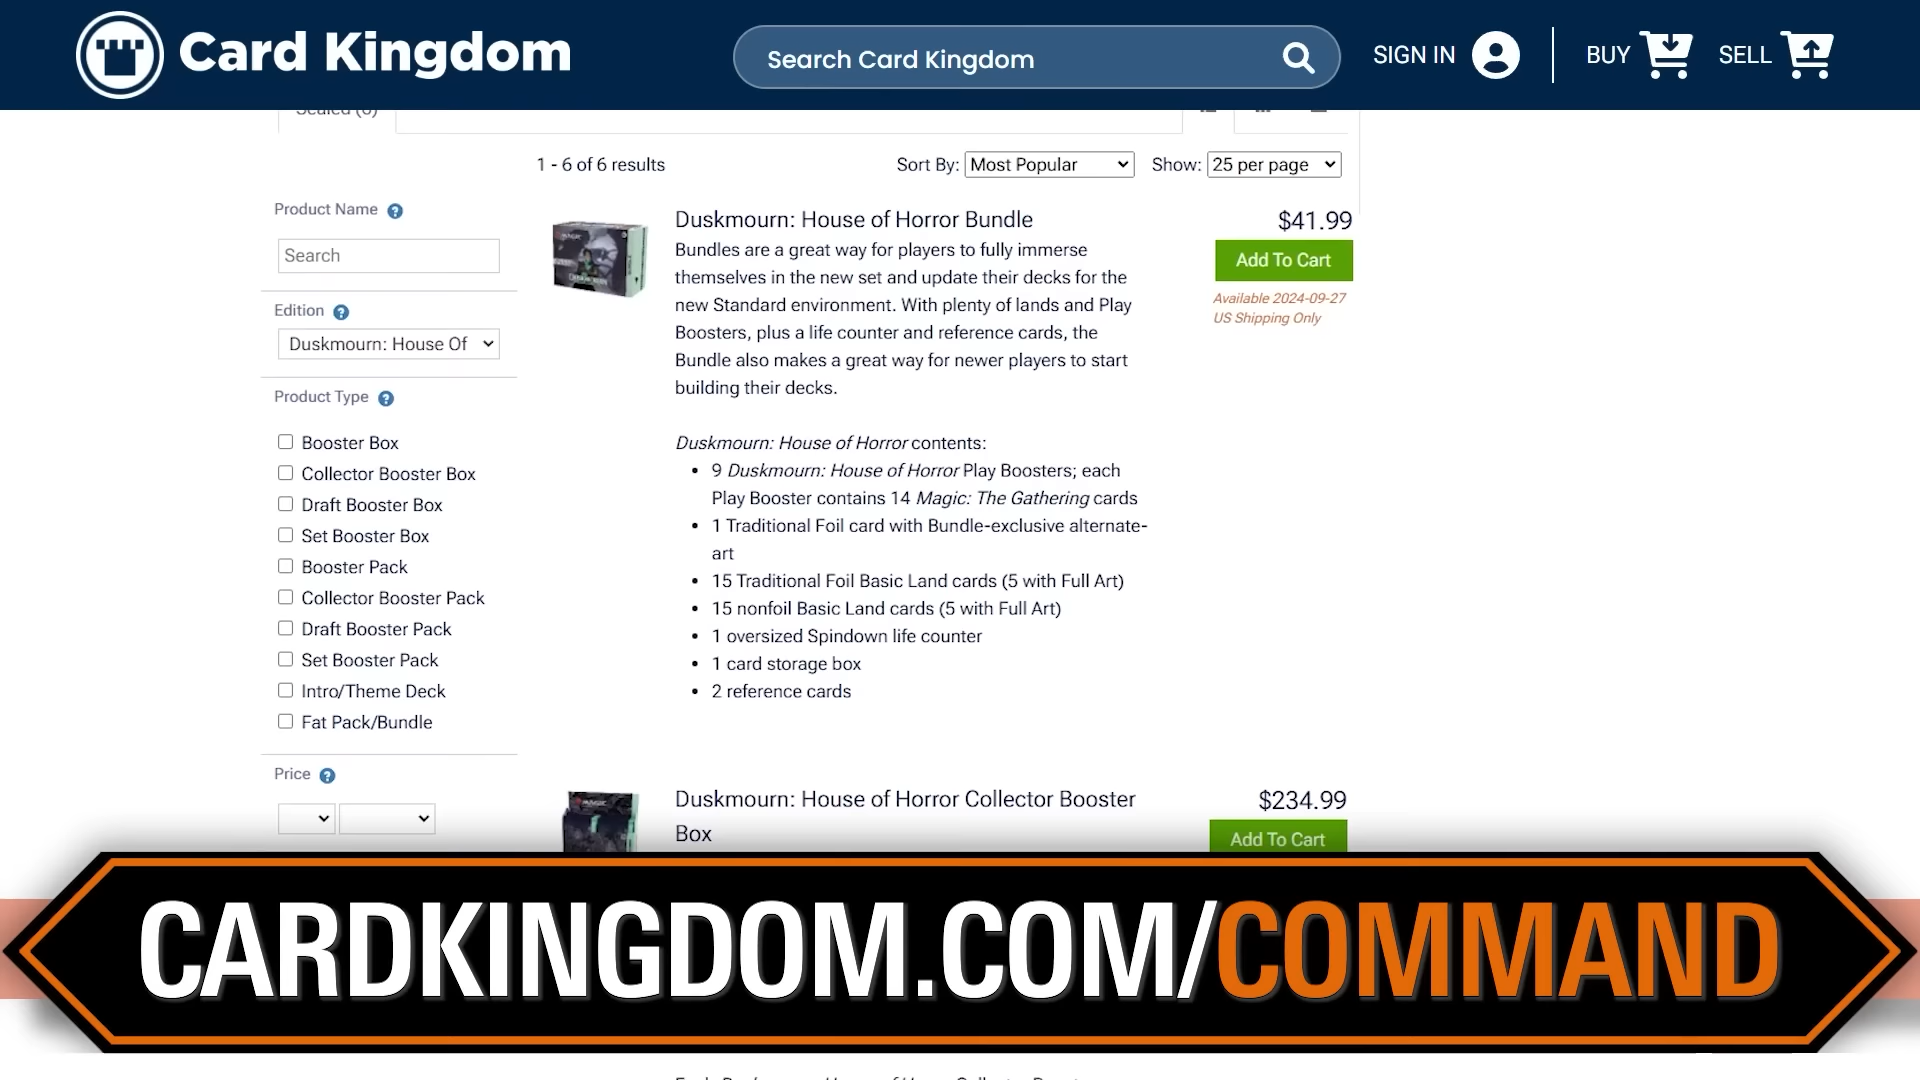 Card Kingdom
Search Card Kingdom
SIGN IN
BUY
SELL
Sealed (6)
1 - 6 of 6 results
Sort By: Most Popular
Show: 25 per page
Product Name
Search
Edition
Duskmourn: House Of
Product Type
Booster Box
Collector Booster Box
Draft Booster Box
Set Booster Box
Booster Pack
Collector Booster Pack
Draft Booster Pack
Set Booster Pack
Intro/Theme Deck
Fat Pack/Bundle
Price
Duskmourn: House of Horror Bundle
Bundles are a great way for players to fully immerse
themselves in the new set and update their decks for the
new Standard environment. With plenty of lands and Play
Boosters, plus a life counter and reference cards, the
Bundle also makes a great way for newer players to start
building their decks.
Duskmourn: House of Horror contents:
• 9 Duskmourn: House of Horror Play Boosters; each
Play Booster contains 14 Magic: The Gathering cards
• 1 Traditional Foil card with Bundle-exclusive alternate-
art
• 15 Traditional Foil Basic Land cards (5 with Full Art)
• 15 nonfoil Basic Land cards (5 with Full Art)
• 1 oversized Spindown life counter
• 1 card storage box
• 2 reference cards
$41.99
Add To Cart
Available 2024-09-27
US Shipping Only
Duskmourn: House of Horror Collector Booster
Box
$234.99
Add To Cart
CARDKINGDOM.COM/COMMAND